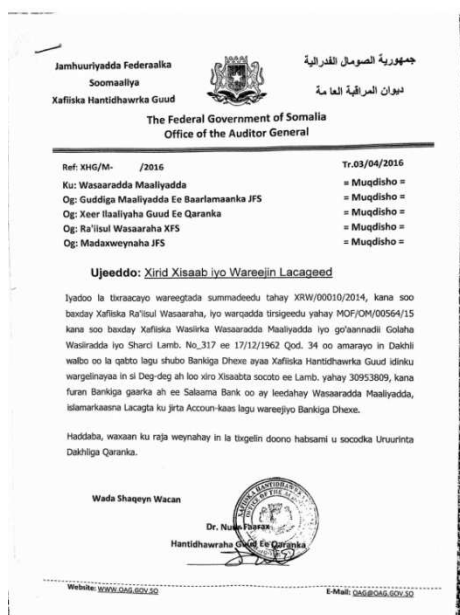 Jamhuuriyadda Federaalka
Soomaaliya
Xafiiska Hantidhawrka Guud
جمهورية الصومال الفدرالية
ديوان المراقبة العامة
The Federal Government of Somalia
Office of the Auditor General
Ref: XHG/M- /2016 Tr.03/04/2016
Ku: Wasaaradda Maaliyadda = Muqdisho =
Og: Guddiga Maaliyadda Ee Baarlamaanka JFS = Muqdisho =
Og: Xeer Ilaaliyaha Guud Ee Qaranka = Muqdisho =
Og: Ra'iisul Wasaaraha XFS = Muqdisho =
Og: Madaxweynaha JFS = Muqdisho =
Ujeeddo: Xirid Xisaab iyo Wareejin Lacageed
Iyadoo la tixraacayo wareegtada summadeedu tahay XRW/00010/2014, kana soo
baxday Xafiiska Ra'iisul Wasaaraha, iyo warqadda tirsigeedu yahay MOF/OM/00564/15
kana soo baxday Xafiiska Wasiirka Wasaaradda Maaliyadda iyo go'aannadii Golaha
Wasiiradda iyo Sharci Lamb. No_317 ee 17/12/1962 Qod. 34 oo amarayo in Dakhli
walbo oo la qabto lagu shubo Bankiga Dhexe ayaa Xafiiska Hantidhawrka Guud idinku
wargelinayaa in si Deg-deg ah loo xiro Xisaabta socoto ee Lamb. yahay 30953809, kana
furan Bankiga gaarka ah ee Salaama Bank oo ay leedahay Wasaaradda Maaliyadda,
islamarkaasna Lacagta ku jirta Accoun-kaas lagu wareejiyo Bankiga Dhexe.
Haddaba, waxaan ku raja weynahay in la tixgelin doono habsami u socodka Uruurinta
Dakhliga Qaranka.
Wada Shaqeyn Wacan
Dr. Nuur Faarax
Hantidhawraha Guud Ee Qaranka
Website: WWW.OAG.GOV.SO E-Mail: OAG@OAG.GOV.SO